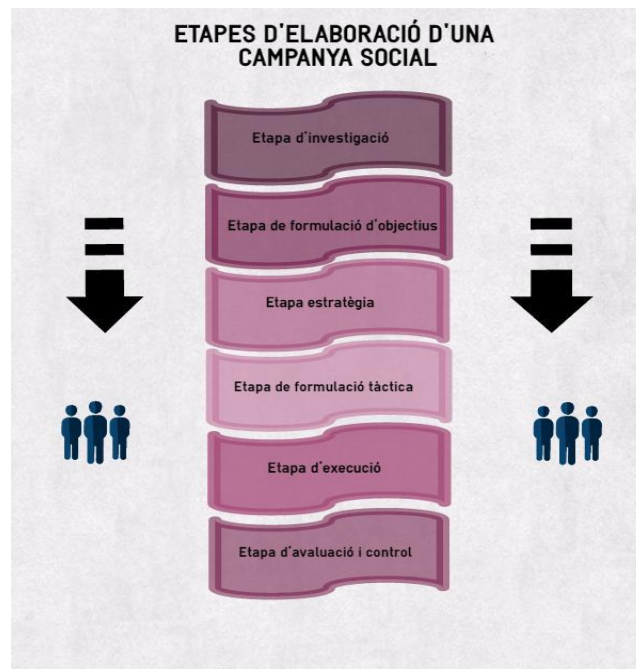 ETAPES D'ELABORACIÓ D'UNA
CAMPANYA SOCIAL
Etapa d'investigació
Etapa de formulació d'objectius
Etapa estratègia
Etapa de formulació tàctica
Etapa d'execució
Etapa d'avaluació i control